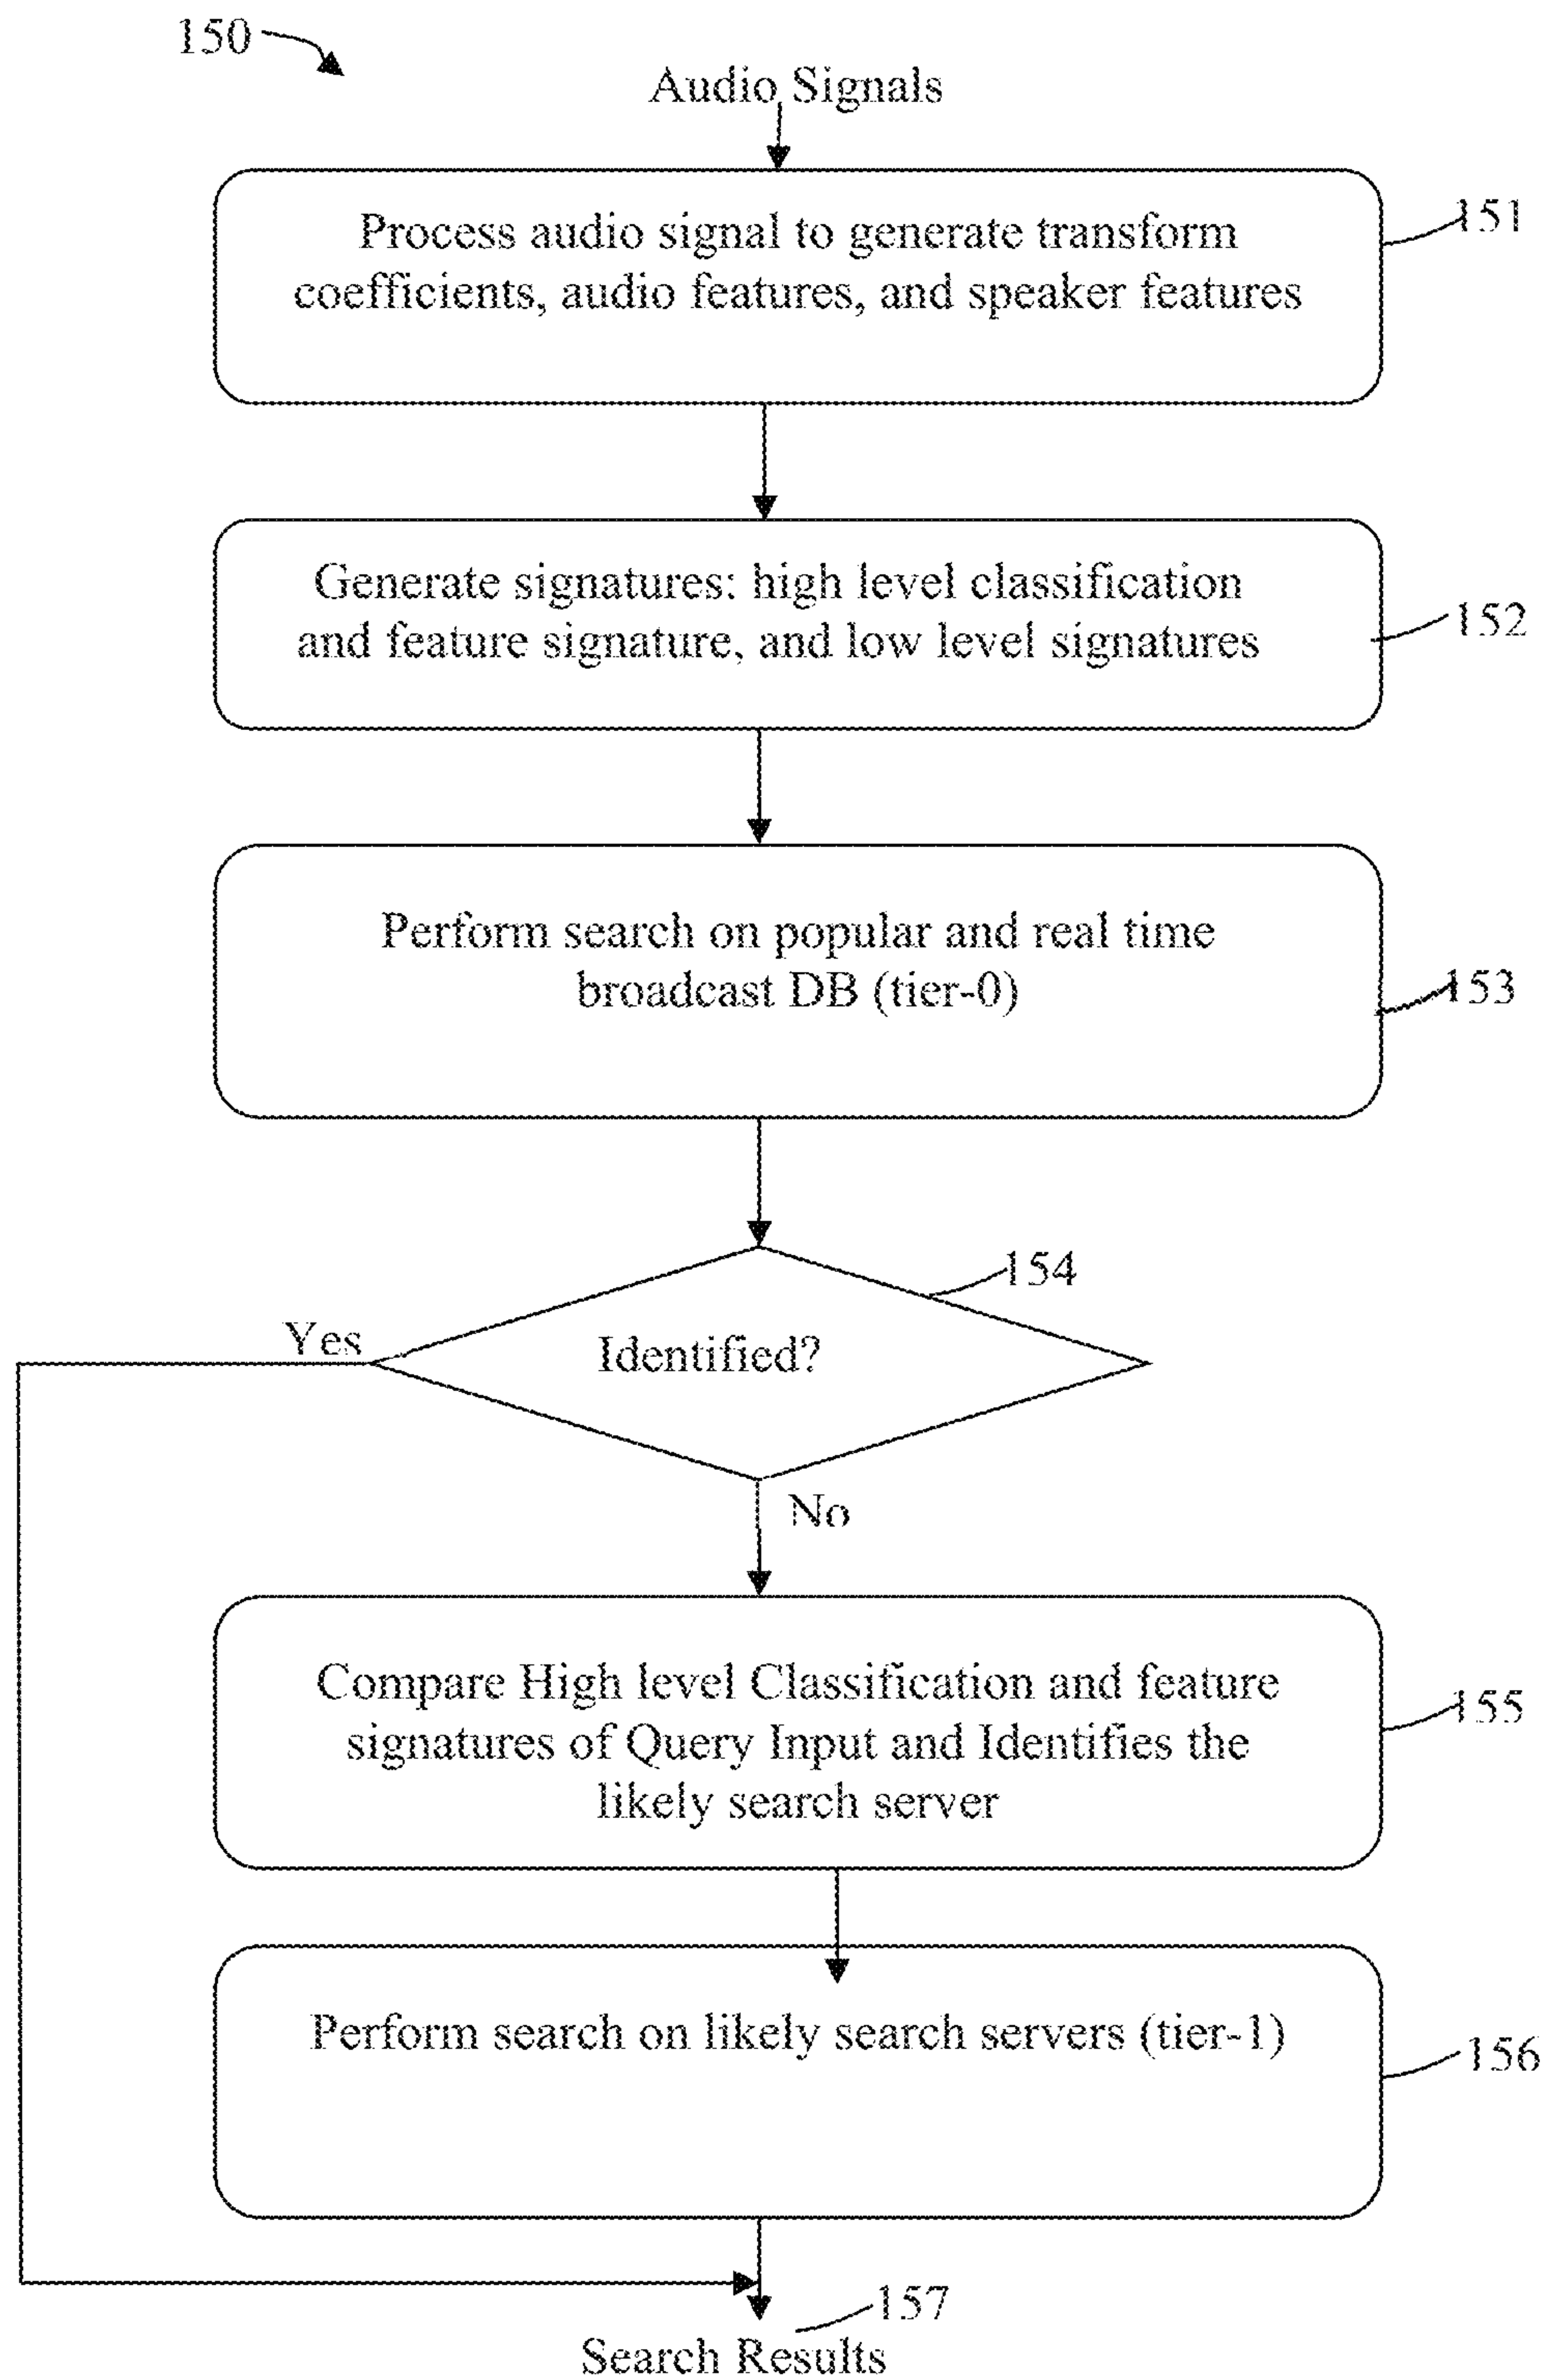 150
Audio Signals
Process audio signal to generate transform
coefficients, audio features, and speaker features
151
Generate signatures: high level classification
and feature signature, and low level signatures
152
Perform search on popular and real time
broadcast DB (tier-0)
153
154
Yes
Identified?
No
Compare High level Classification and feature
signatures of Query Input and Identifies the
likely search server
155
Perform search on likely search servers (tier-1)
156
157
Search Results